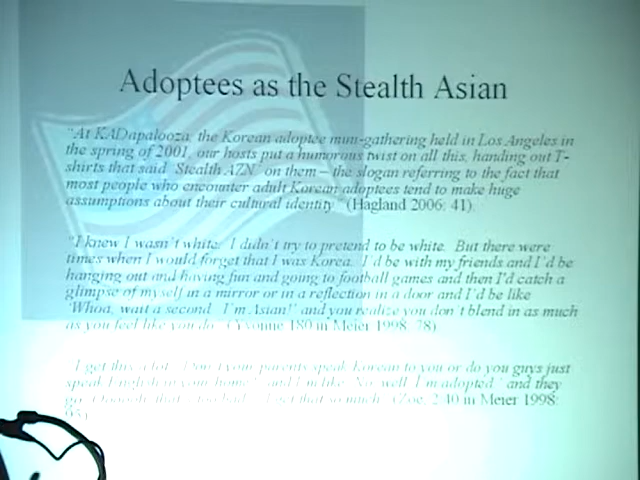 Adoptees as the Stealth Asian
"At KADapalooza, the Korean adoptee mini-gathering held in Los Angeles in
the spring of 2001, our hosts put a humorous twist on all this, handing out T-
shirts that said 'Stealth AZN' on them – the slogan referring to the fact that
most people who encounter adult Korean adoptees tend to make huge
assumptions about their cultural identity" (Hagland 2006: 41).
"I knew I wasn't white. I didn't try to pretend to be white. But there were
times when I would forget that I was Korea. I'd be with my friends and I'd be
hanging out and having fun and going to football games and then I'd catch a
glimpse of myself in a mirror or in a reflection in a door and I'd be like
'Whoa, wait a second. I'm Asian!' and you realize you don't blend in as much
as you feel like you do" (Yvonne 180 in Meier 1998: 78)
I get this a lot. 'Don't your parents speak Korean to you or do you guys just
speak English in your home?' and I'm like 'No, well, I'm adopted' and they
go that too bad I get that so much (Zoe, 2:40 in Meier 1998: